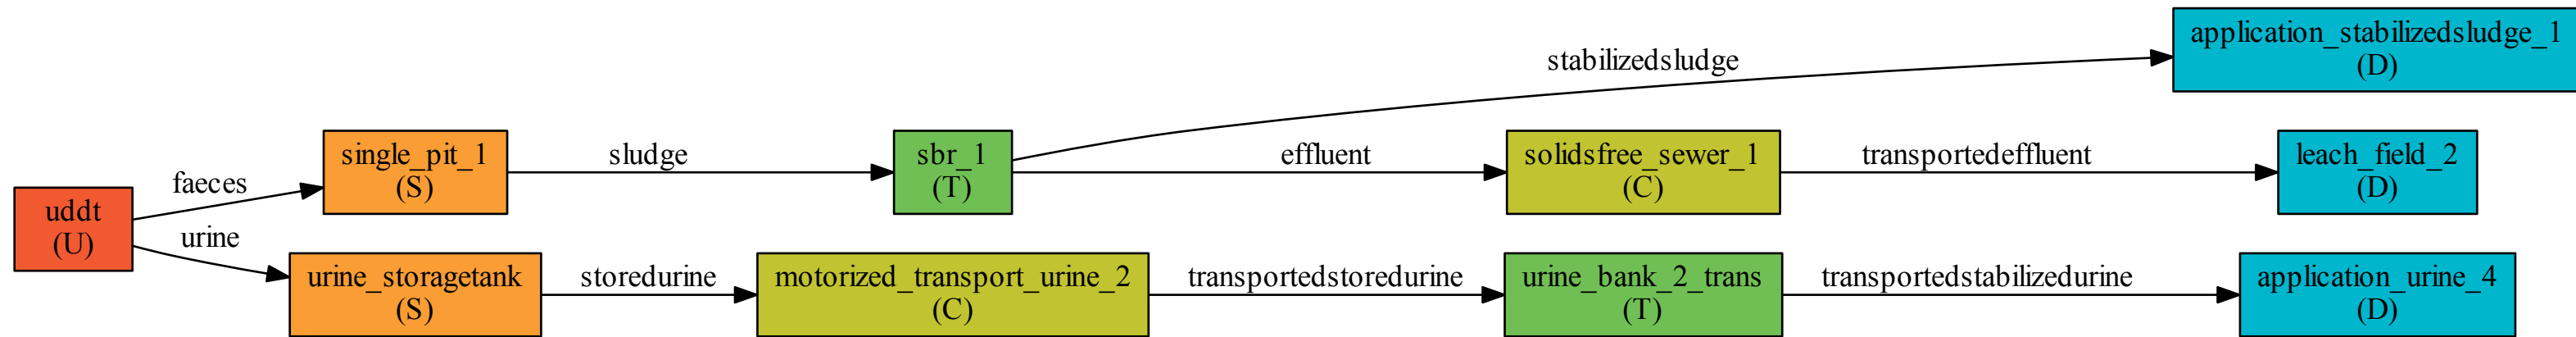 application_stabilizedsludge_1
(D)
stabilizedsludge
single_pit_1
(S)
sludge
sbr_1
(T)
effluent
solidsfree_sewer_1
(C)
transportedeffluent
leach_field_2
(D)
faeces
uddt
(U)
urine
urine_storagetank
(S)
storedurine
motorized_transport_urine_2
(C)
transportedstoredurine
urine_bank_2_trans
(T)
transportedstabilizedurine
application_urine_4
(D)